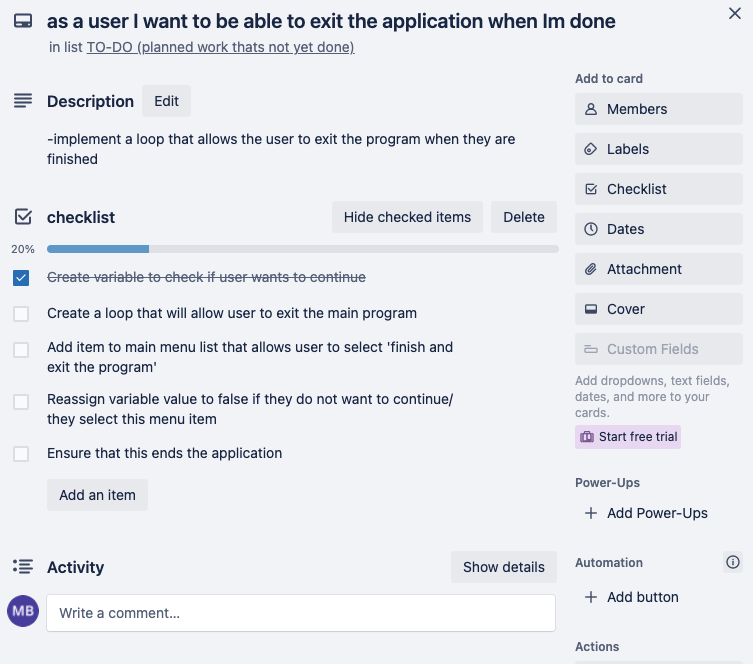 as a user I want to be able to exit the application when Im done
in list TO-DO (planned work thats not yet done)
Add to card
Description
Edit
Members
-implement a loop that allows the user to exit the program when they are
finished
Labels
Checklist
checklist
Hide checked items
Delete
Dates
20%
Create variable to check if user wants to continue
Attachment
Create a loop that will allow user to exit the main program
Cover
Add item to main menu list that allows user to select 'finish and
exit the program'
Custom Fields
Add dropdowns, text fields,
dates, and more to your
cards.
Reassign variable value to false if they do not want to continue/
they select this menu item
Start free trial
Ensure that this ends the application
Power-Ups
Add an item
Add Power-Ups
Activity
Show details
Automation
Add button
MB
Write a comment...
Actions